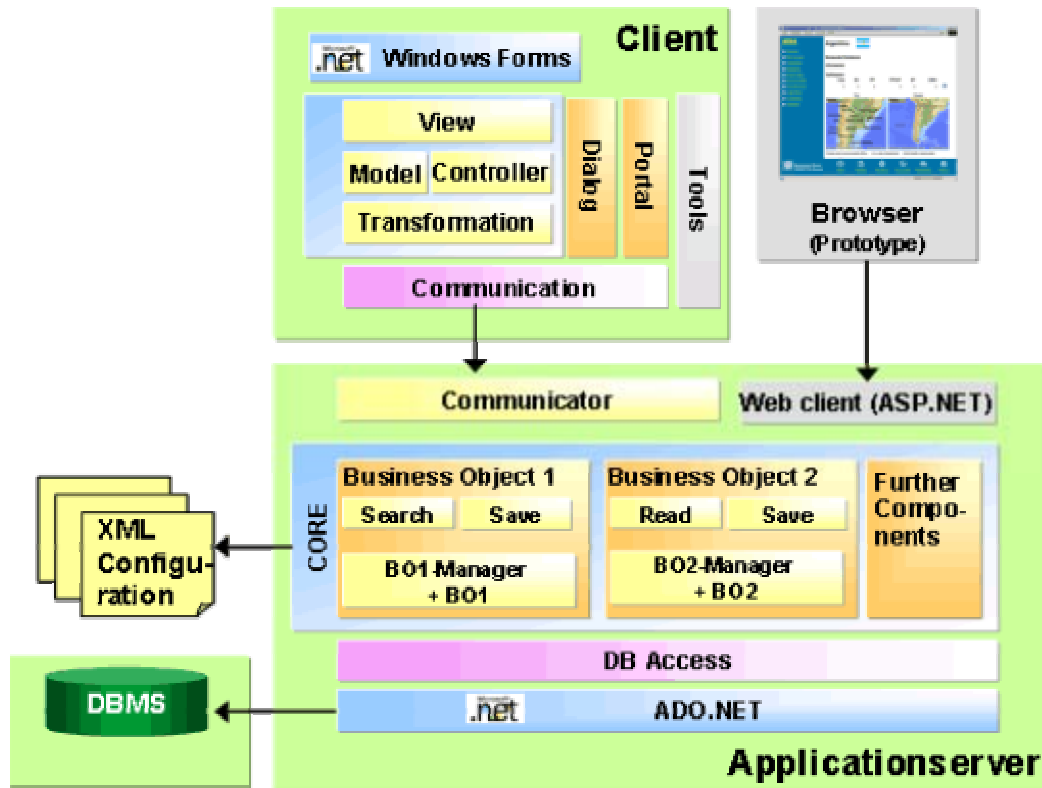 Client
Microsoft
.net Windows Forms
View
Model
Controller
Transformation
Dialog
Portal
Tools
Communication
Browser
(Prototype)
Communicator
Web client (ASP.NET)
CORE
Business Object 1
Search
Save
BO1-Manager
+ BO1
Business Object 2
Read
Save
BO2-Manager
+ BO2
Further
Compo-
nents
XML
Configu-
ration
DB Access
DBMS
Microsoft
.net
ADO.NET
Applicationserver